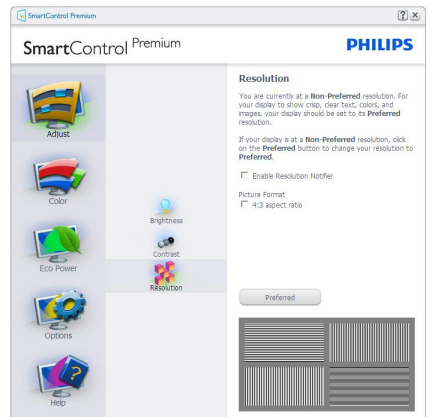 SmartControl Premium
SmartControl Premium
PHILIPS
Adjust
Color
Eco Power
Options
Help
Brightness
Contrast
Resolution
Resolution
You are currently at a Non-Preferred resolution. For
your display to show crisp, clear text, colors, and
images, your display should be set to its Preferred
resolution.
If your display is at a Non-Preferred resolution, click
on the Preferred button to change your resolution to
Preferred.
Enable Resolution Notifier
Picture Format
4:3 aspect ratio
Preferred